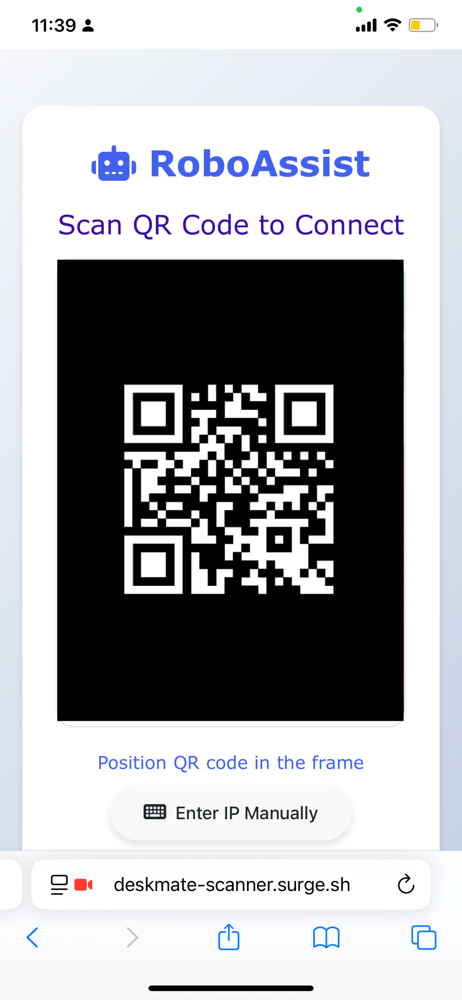 11:39
RoboAssist
Scan QR Code to Connect
Position QR code in the frame
Enter IP Manually
deskmate-scanner.surge.sh